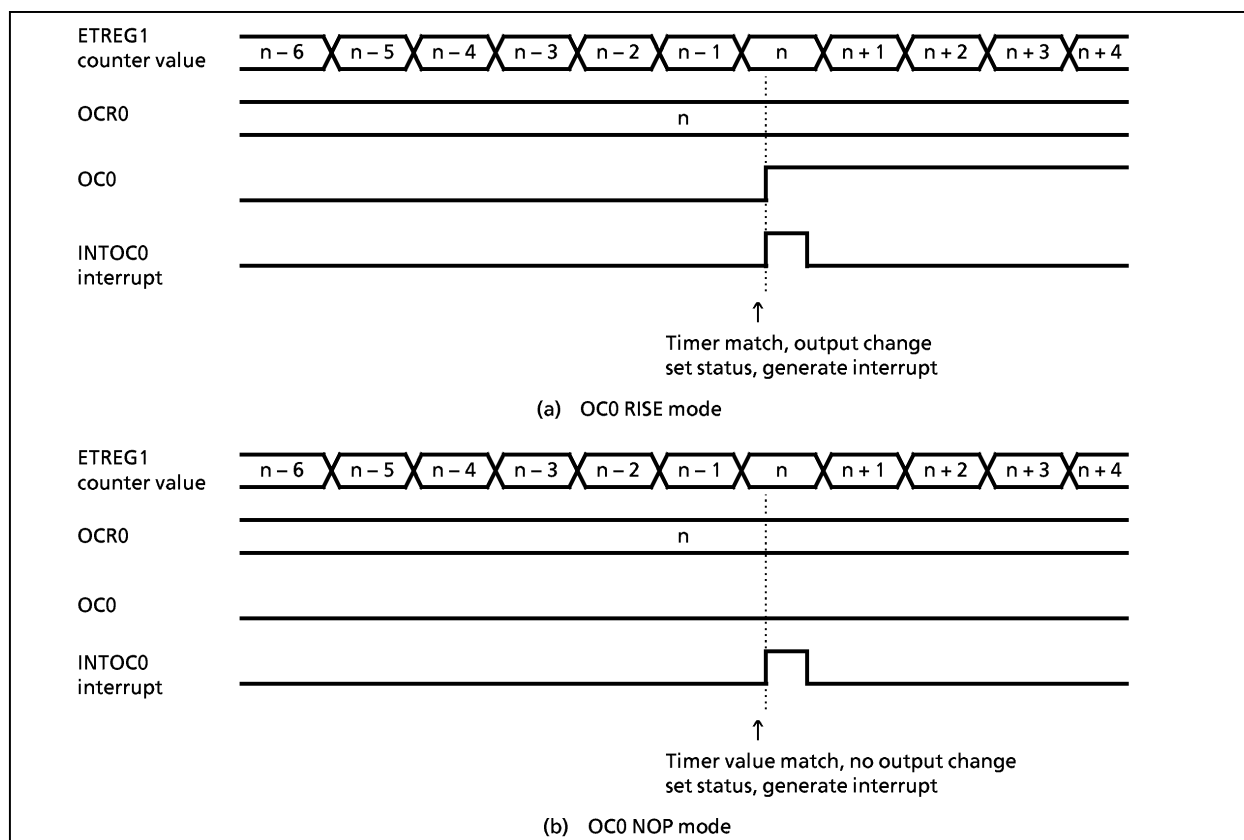 ETREG1
counter value
n – 6 n – 5 n – 4 n – 3 n – 2 n – 1 n n + 1 n + 2 n + 3 n + 4
OCR0
n
OC0
INTOC0
interrupt
↑
Timer match, output change
set status, generate interrupt
(a) OC0 RISE mode
ETREG1
counter value
n – 6 n – 5 n – 4 n – 3 n – 2 n – 1 n n + 1 n + 2 n + 3 n + 4
OCR0
n
OC0
INTOC0
interrupt
↑
Timer value match, no output change
set status, generate interrupt
(b) OC0 NOP mode